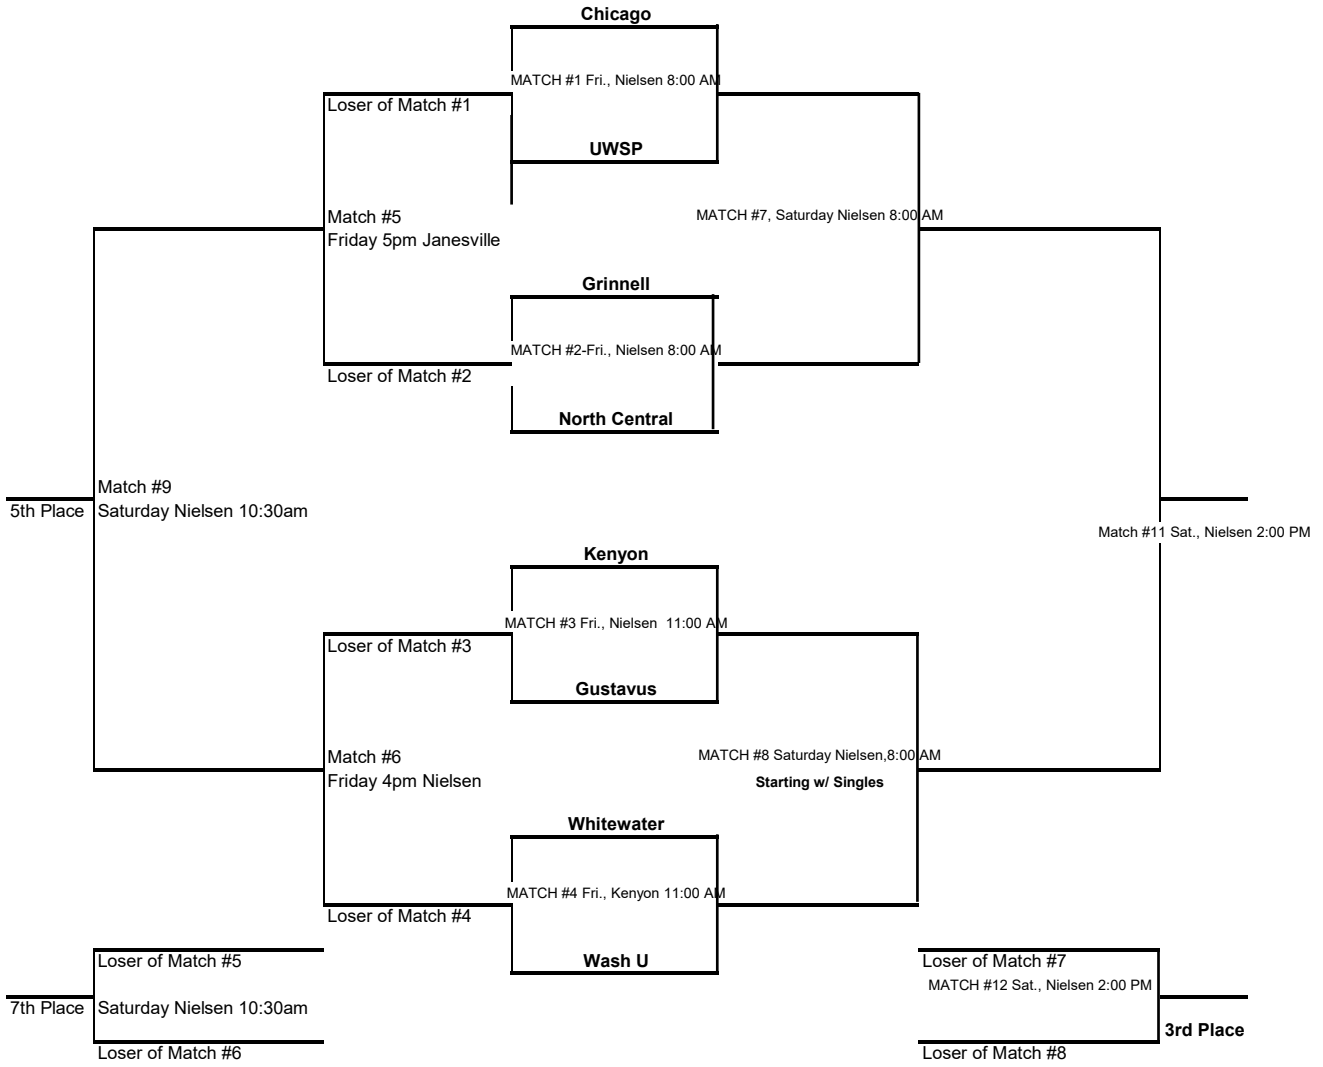 Chicago
MATCH #1 Fri., Nielsen 8:00 AM
Loser of Match #1
UWSP
Match #5
Friday 5pm Janesville
MATCH #7, Saturday Nielsen 8:00 AM
Grinnell
MATCH #2-Fri., Nielsen 8:00 AM
Loser of Match #2
North Central
Match #9
5th Place
Saturday Nielsen 10:30am
Match #11 Sat., Nielsen 2:00 PM
Kenyon
MATCH #3 Fri., Nielsen  11:00 AM
Loser of Match #3
Gustavus
Match #6
Friday 4pm Nielsen
MATCH #8 Saturday Nielsen,8:00 AM
Starting w/ Singles
Whitewater
MATCH #4 Fri., Kenyon 11:00 AM
Loser of Match #4
Wash U
Loser of Match #5
7th Place
Saturday Nielsen 10:30am
Loser of Match #6
Loser of Match #7
MATCH #12 Sat., Nielsen 2:00 PM
3rd Place
Loser of Match #8